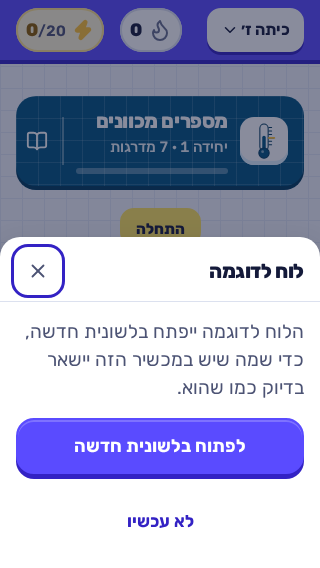 כיתה ז׳
0
0/20
מספרים מכוונים
יחידה 1 • 7 מדרגות
התחלה
לוח לדוגמה
הלוח לדוגמה ייפתח בלשונית חדשה,
כדי שמה שיש במכשיר הזה יישאר
בדיוק כמו שהוא.
לפתוח בלשונית חדשה
לא עכשיו